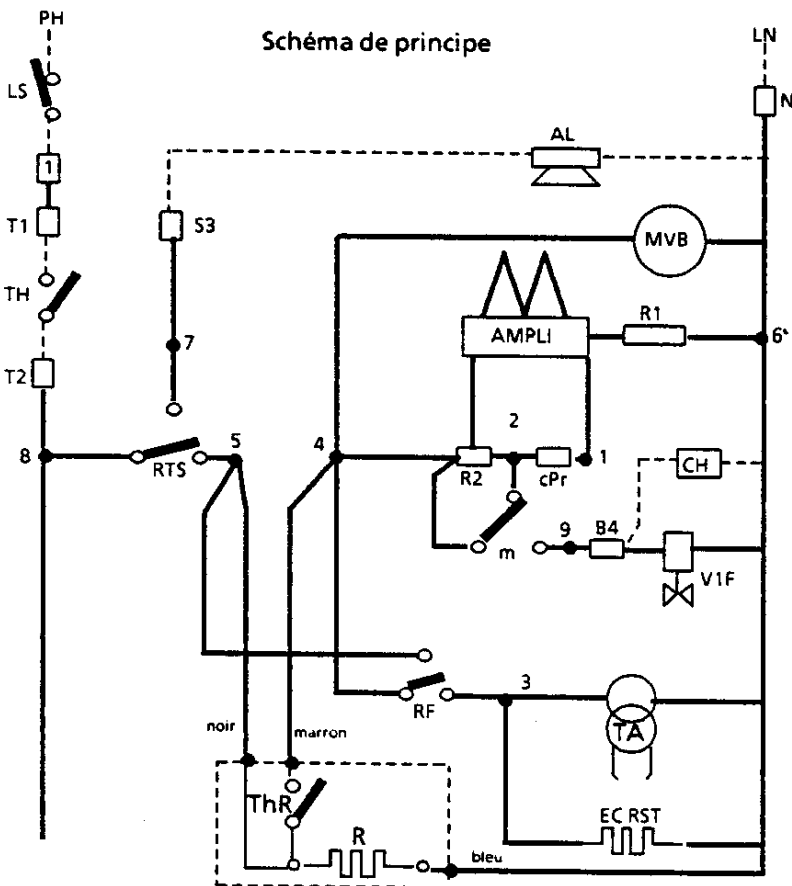 PH
Schéma de principe
LN
LS
N
AL
1
T1
S3
MVB
TH
R1
AMPLI
7
6
T2
2
8
5
4
1
RTS
R2
cPr
CH
9
B4
m
V1F
3
RF
TA
noir
marron
ThR
EC RST
R
bleu